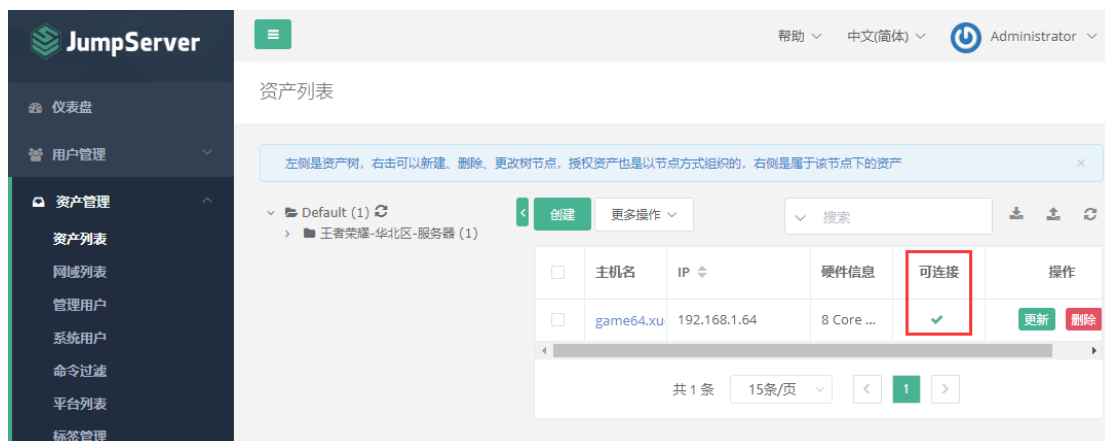 JumpServer
帮助 中文(简体) Administrator
资产列表
仪表盘
用户管理
资产管理
资产列表
网域列表
管理用户
系统用户
命令过滤
平台列表
标签管理
左侧是资产树，右击可以新建、删除、更改树节点，授权资产也是以节点方式组织的，右侧是属于该节点下的资产
Default (1)
王者荣耀-华北区-服务器 (1)
创建 更多操作 搜索
主机名 IP 硬件信息 可连接 操作
game64.xu 192.168.1.64 8 Core ... 更新 删除
共 1 条 15条/页 1